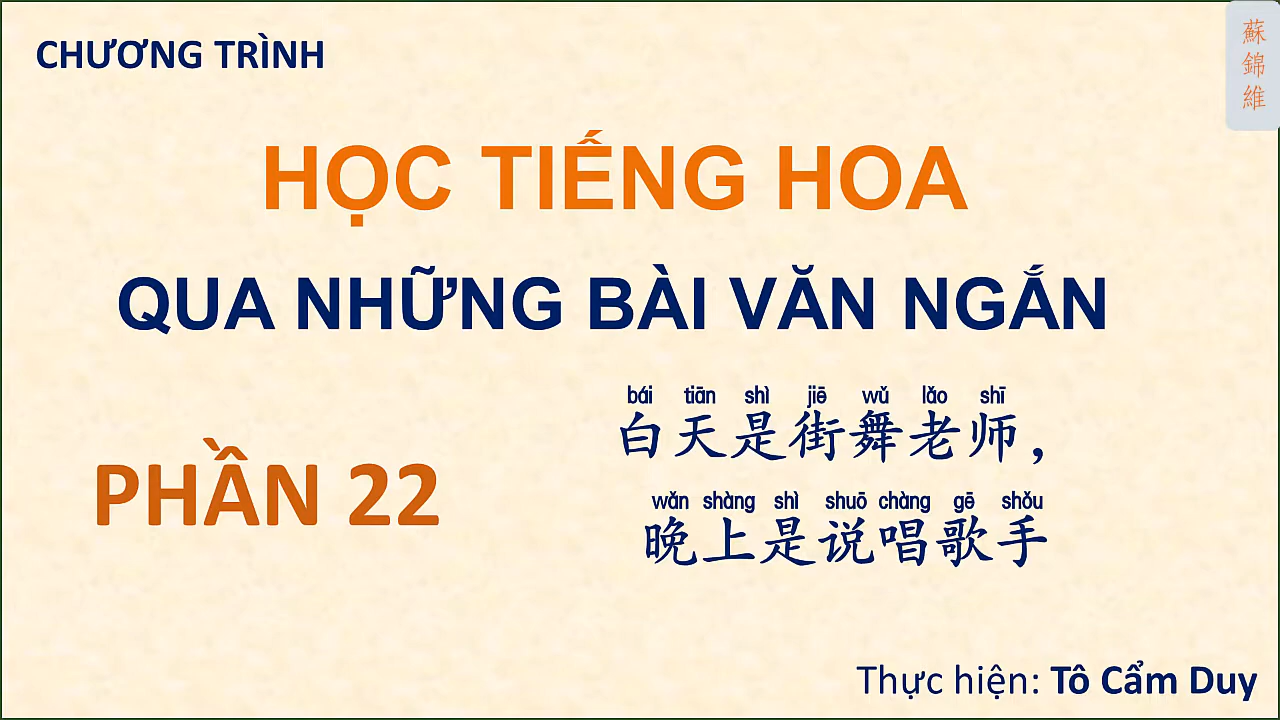 CHƯƠNG TRÌNH
蘇錦維
HỌC TIẾNG HOA
QUA NHỮNG BÀI VĂN NGẮN
PHẦN 22
bái tiān shì jiē wǔ lǎo shī
白天是街舞老师，
wǎn shàng shì shuō chàng gē shǒu
晚上是说唱歌手
Thực hiện: Tô Cẩm Duy